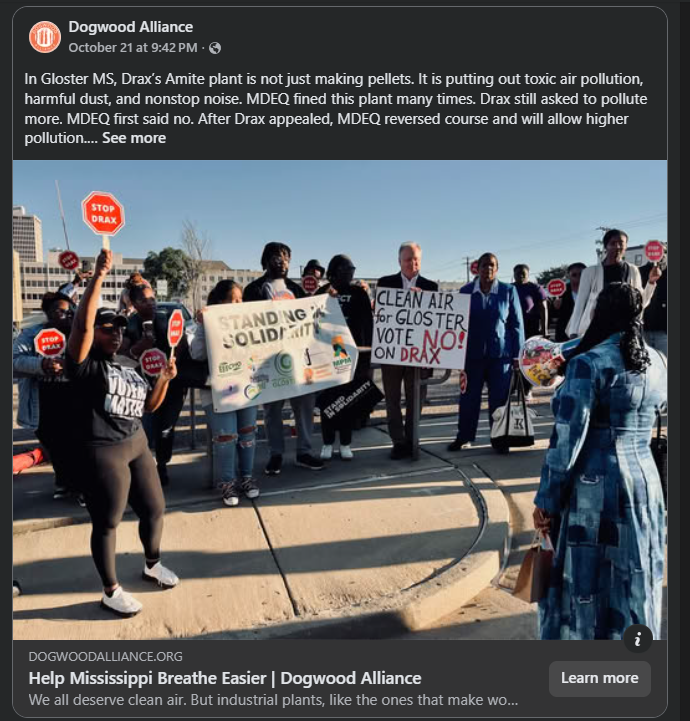 Dogwood Alliance
October 21 at 9:42 PM ·
In Gloster MS, Drax's Amite plant is not just making pellets. It is putting out toxic air pollution,
harmful dust, and nonstop noise. MDEQ fined this plant many times. Drax still asked to pollute
more. MDEQ first said no. After Drax appealed, MDEQ reversed course and will allow higher
pollution.... See more
STOP
DRAX
STOP
DRAX
STOP
DRAX
STANDING IN
SOLIDARITY
CLEAN AIR
for GLOSTER
VOTE NO!
ON DRAX
STAND
IN SOLIDARITY
MATTER
K
DOGWOODALLIANCE.ORG
Help Mississippi Breathe Easier | Dogwood Alliance
We all deserve clean air. But industrial plants, like the ones that make wo...
Learn more